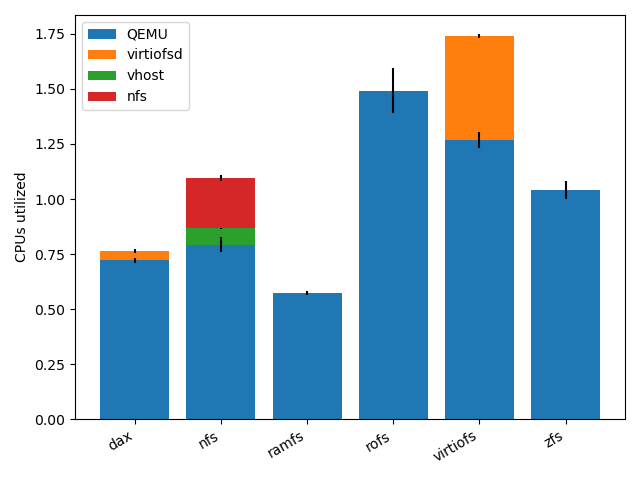 QEMU
virtiofsd
vhost
nfs
CPUs utilized
1.75
1.50
1.25
1.00
0.75
0.50
0.25
0.00
dax
nfs
ramfs
rofs
virtiofs
zfs